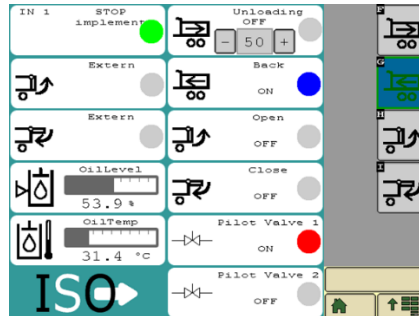 IN 1 STOP
implement
Extern
Extern
OilLevel
53.9 %
OilTemp
31.4 °C
ISO
Unloading
OFF
- 50 +
Back
ON
Open
OFF
Close
OFF
Pilot Valve 1
ON
Pilot Valve 2
OFF
F
G
H
I